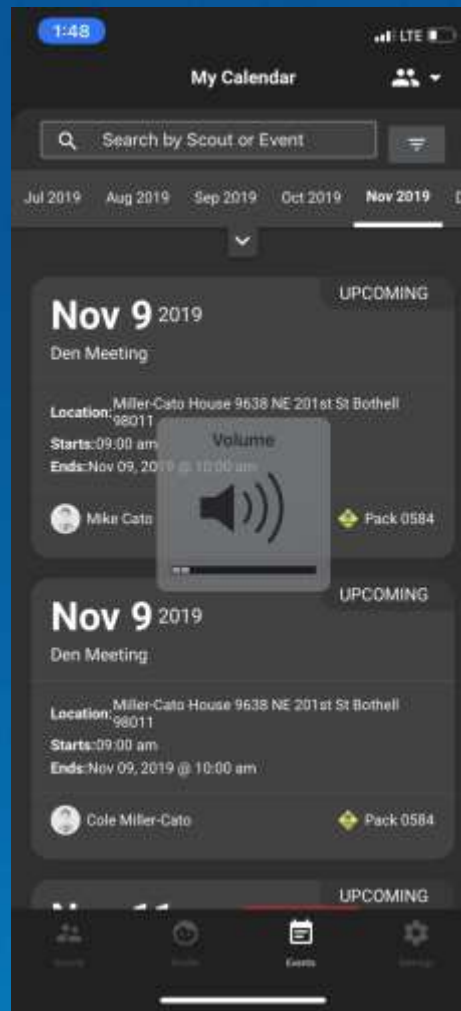 1:48
LTE
My Calendar
Search by Scout or Event
Jul 2019 Aug 2019 Sep 2019 Oct 2019 Nov 2019
UPCOMING
Nov 9 2019
Den Meeting
Location: Miller-Cato House 9638 NE 201st St Bothell
98011
Starts:09:00 am
Volume
Ends:Nov 09, 2019 @ 10:00 am
Mike Cato
Pack 0584
UPCOMING
Nov 9 2019
Den Meeting
Location: Miller-Cato House 9638 NE 201st St Bothell
98011
Starts:09:00 am
Ends:Nov 09, 2019 @ 10:00 am
Cole Miller-Cato
Pack 0584
UPCOMING
Events